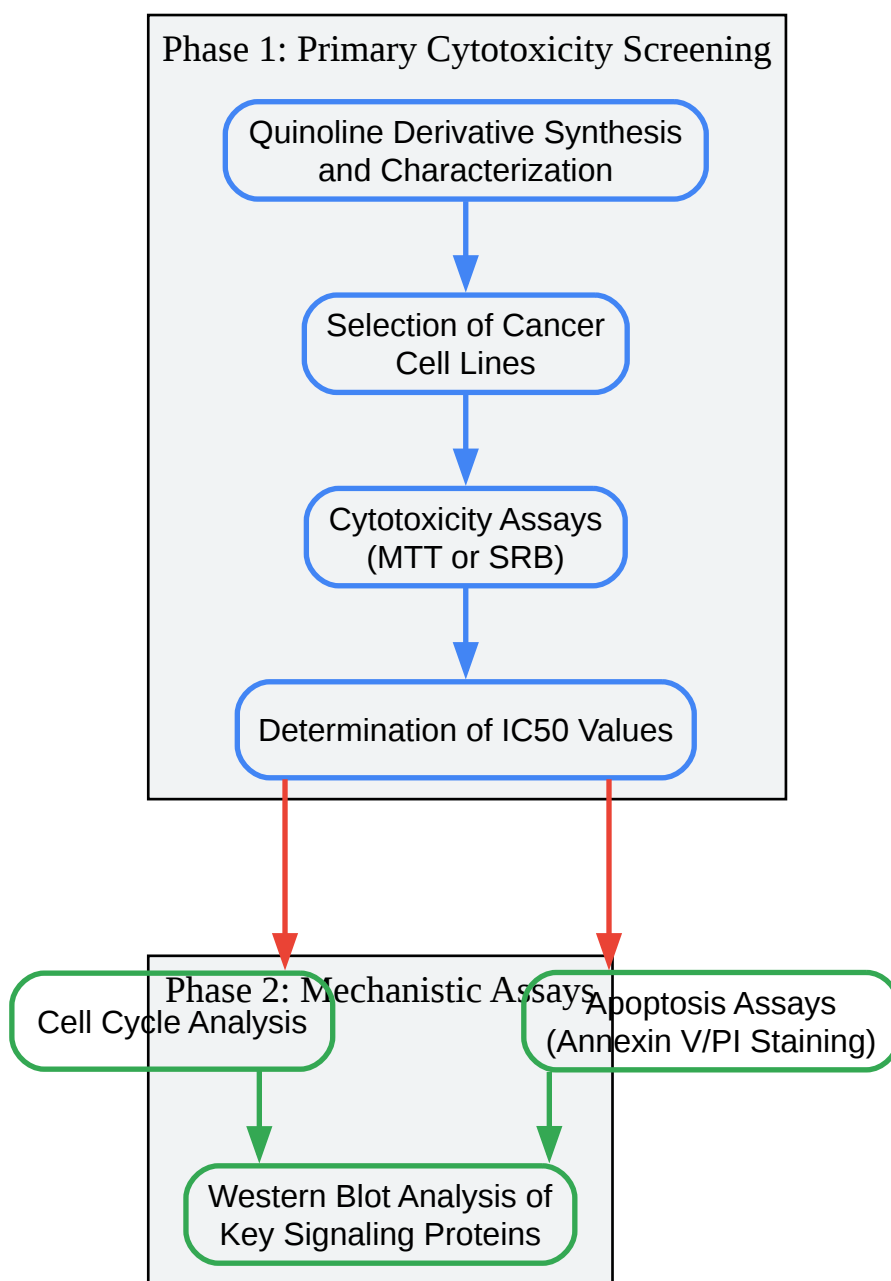 Phase 1: Primary Cytotoxicity Screening
Quinoline Derivative Synthesis
and Characterization
Selection of Cancer
Cell Lines
Cytotoxicity Assays
(MTT or SRB)
Determination of IC50 Values
Phase 2: Mechanistic Assays
Cell Cycle Analysis
Apoptosis Assays
(Annexin V/PI Staining)
Western Blot Analysis of
Key Signaling Proteins